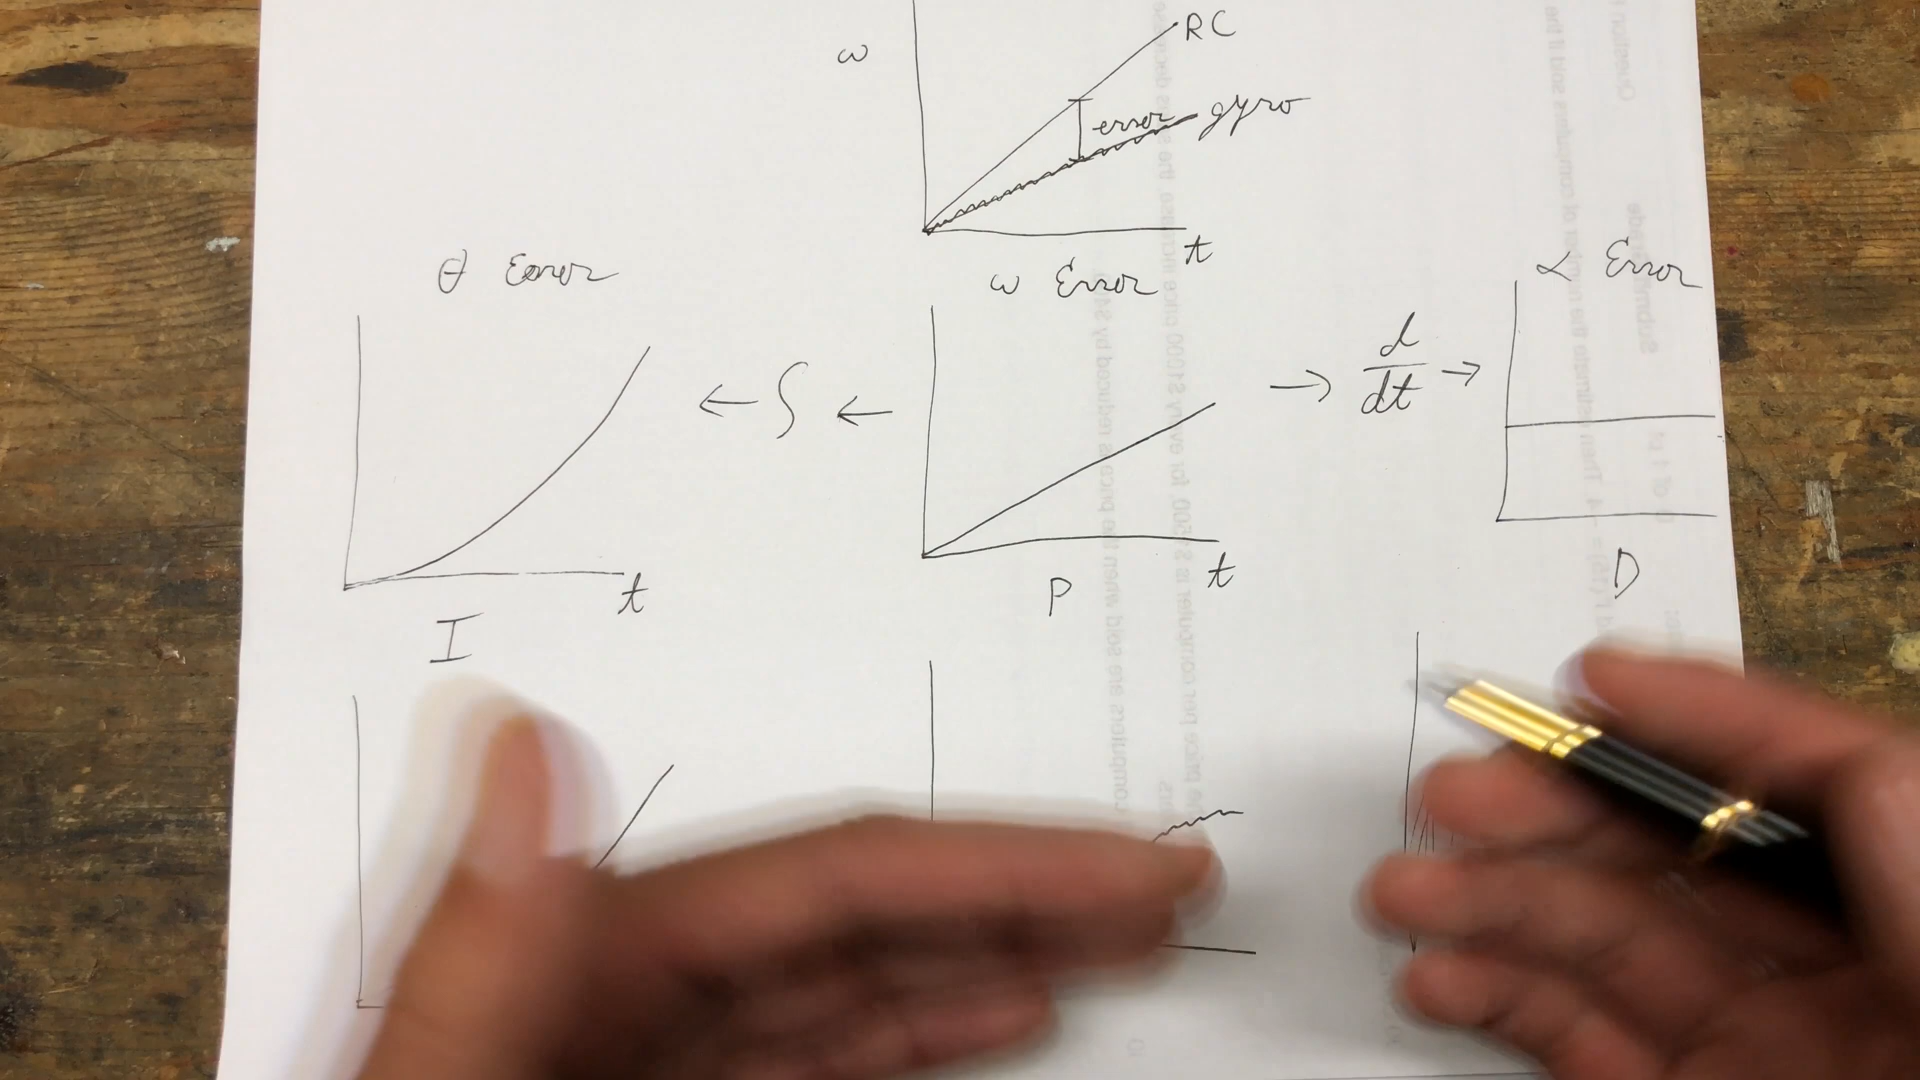 RC
ω
error
gyro
t
θ Error
ω Error
α Error
← ∫ ←
→ d/dt →
t
t
I
P
D